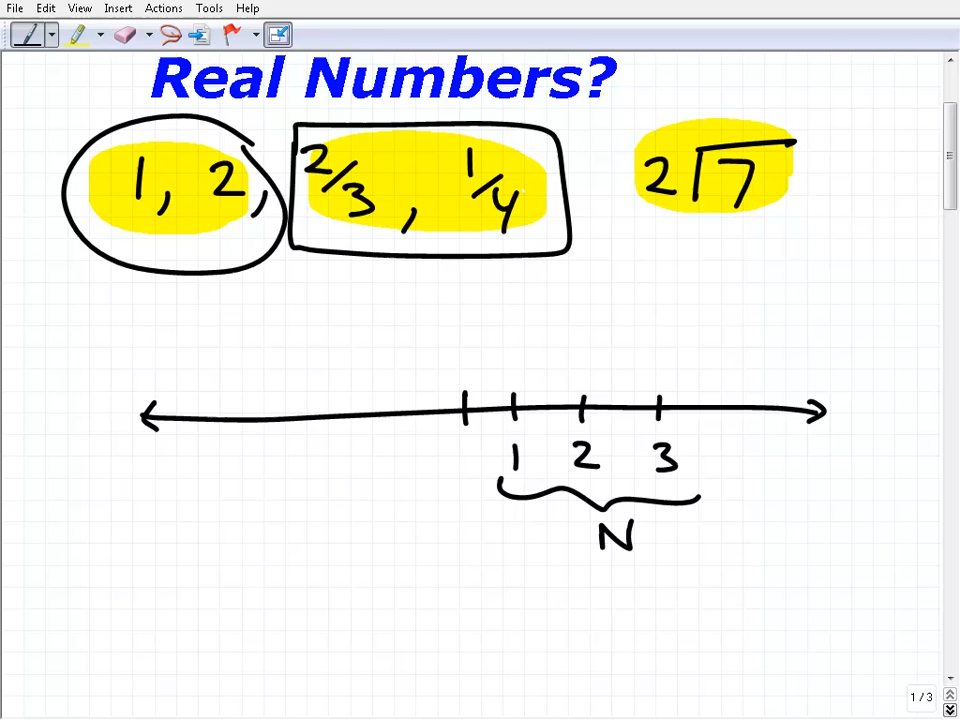 File Edit View Insert Actions Tools Help
Real Numbers?
1, 2, 2/3, 1/4 2√7
1 2 3
N
1 / 3